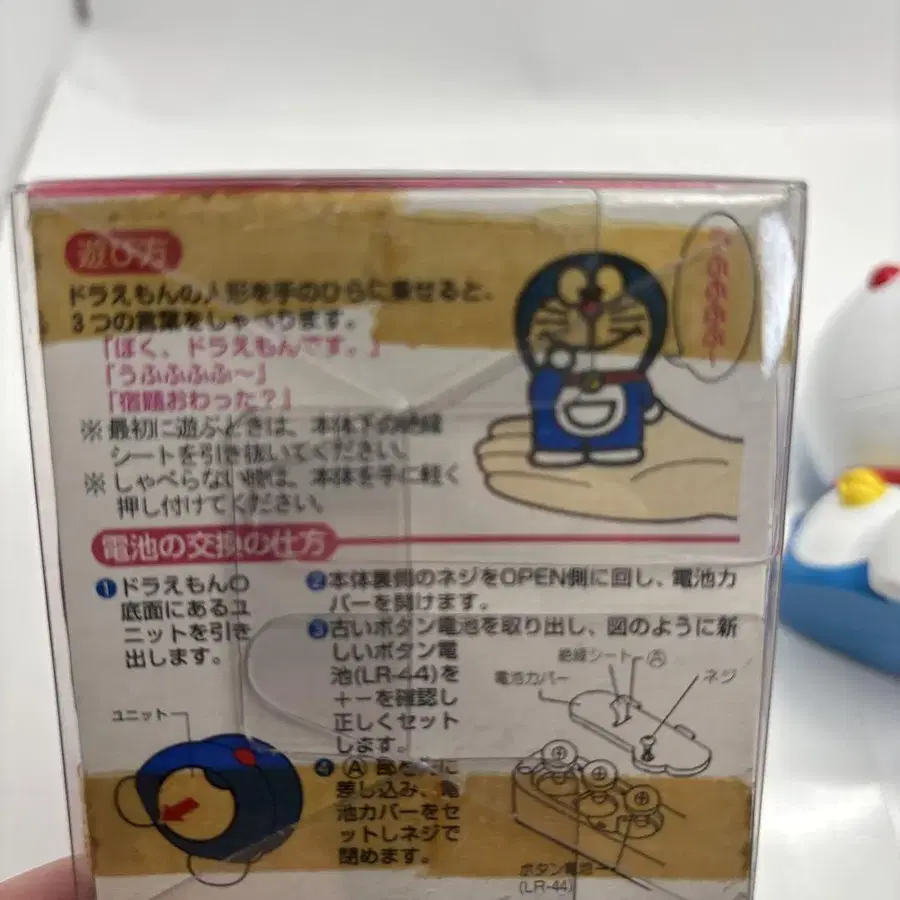 遊び方
ドラえもんの人形を手のひらに乗せると、
3つの言葉をしゃべります。
「ぼく、ドラえもんです。」
「うふふふふ〜」
「宿題おわった?」
※最初に遊ぶときは、本体下の絶縁
シートを引き抜いてください。
※しゃべらない時は、本体を手に軽く
押し付けてください。
うふふふふ〜
電池の交換の仕方
❶ドラえもんの
底面にあるユ
ニットを引き
出します。
ユニット
❷本体裏側のネジをOPEN側に回し、電池カ
バーを開けます。
❸古いボタン電池を取り出し、図のように新
しいボタン電
池(LR-44)を
+−を確認し
正しくセット
します。
❹Ⓐ部を穴に
差し込み、電
池カバーをセ
ットしネジで
閉めます。
絶縁シート
Ⓐ
電池カバー
ネジ
ボタン電池
(LR-44)